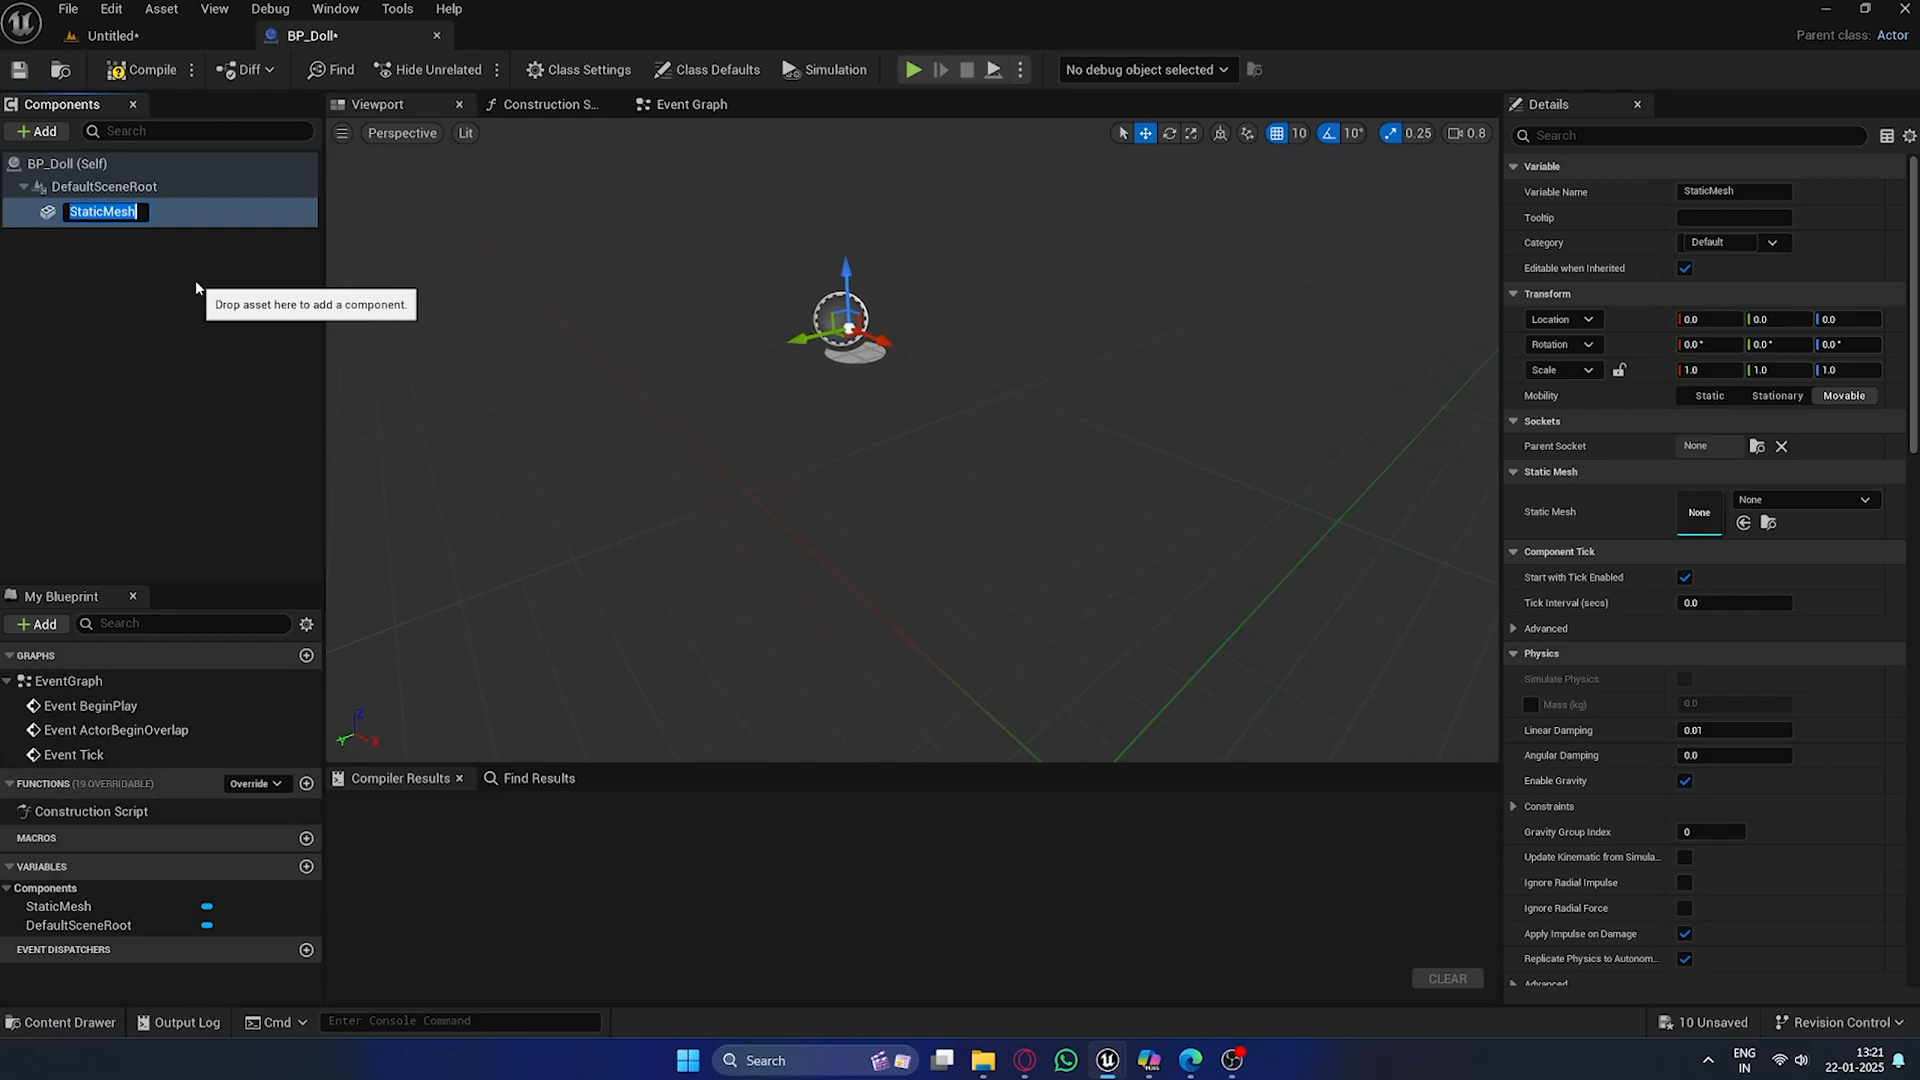 File Edit Asset View Debug Window Tools Help
Untitled* BP_Doll* Parent class: Actor
Compile Diff Find Hide Unrelated Class Settings Class Defaults Simulation No debug object selected
Components Viewport Construction S... Event Graph Details
Add Search Perspective Lit 10 10° 0.25 0.8 Search
BP_Doll (Self)
DefaultSceneRoot
StaticMesh
Drop asset here to add a component.
Variable
Variable Name StaticMesh
Tooltip
Category Default
Editable when Inherited
Transform
Location 0.0 0.0 0.0
Rotation 0.0° 0.0° 0.0°
Scale 1.0 1.0 1.0
Mobility Static Stationary Movable
Sockets
Parent Socket None
Static Mesh
Static Mesh None None
Component Tick
Start with Tick Enabled
Tick Interval (secs) 0.0
Advanced
Physics
Simulate Physics
Mass (kg) 0.0
Linear Damping 0.01
Angular Damping 0.0
Enable Gravity
Constraints
Gravity Group Index 0
Update Kinematic from Simula...
Ignore Radial Impulse
Ignore Radial Force
Apply Impulse on Damage
Replicate Physics to Autonom...
Advanced
My Blueprint
Add Search
GRAPHS
EventGraph
Event BeginPlay
Event ActorBeginOverlap
Event Tick
FUNCTIONS (19 OVERRIDABLE) Override
Construction Script
MACROS
VARIABLES
Components
StaticMesh
DefaultSceneRoot
EVENT DISPATCHERS
Z
Y X
Compiler Results Find Results
CLEAR
Content Drawer Output Log Cmd Enter Console Command 10 Unsaved Revision Control
Search
ENG
IN
13:21
22-01-2025